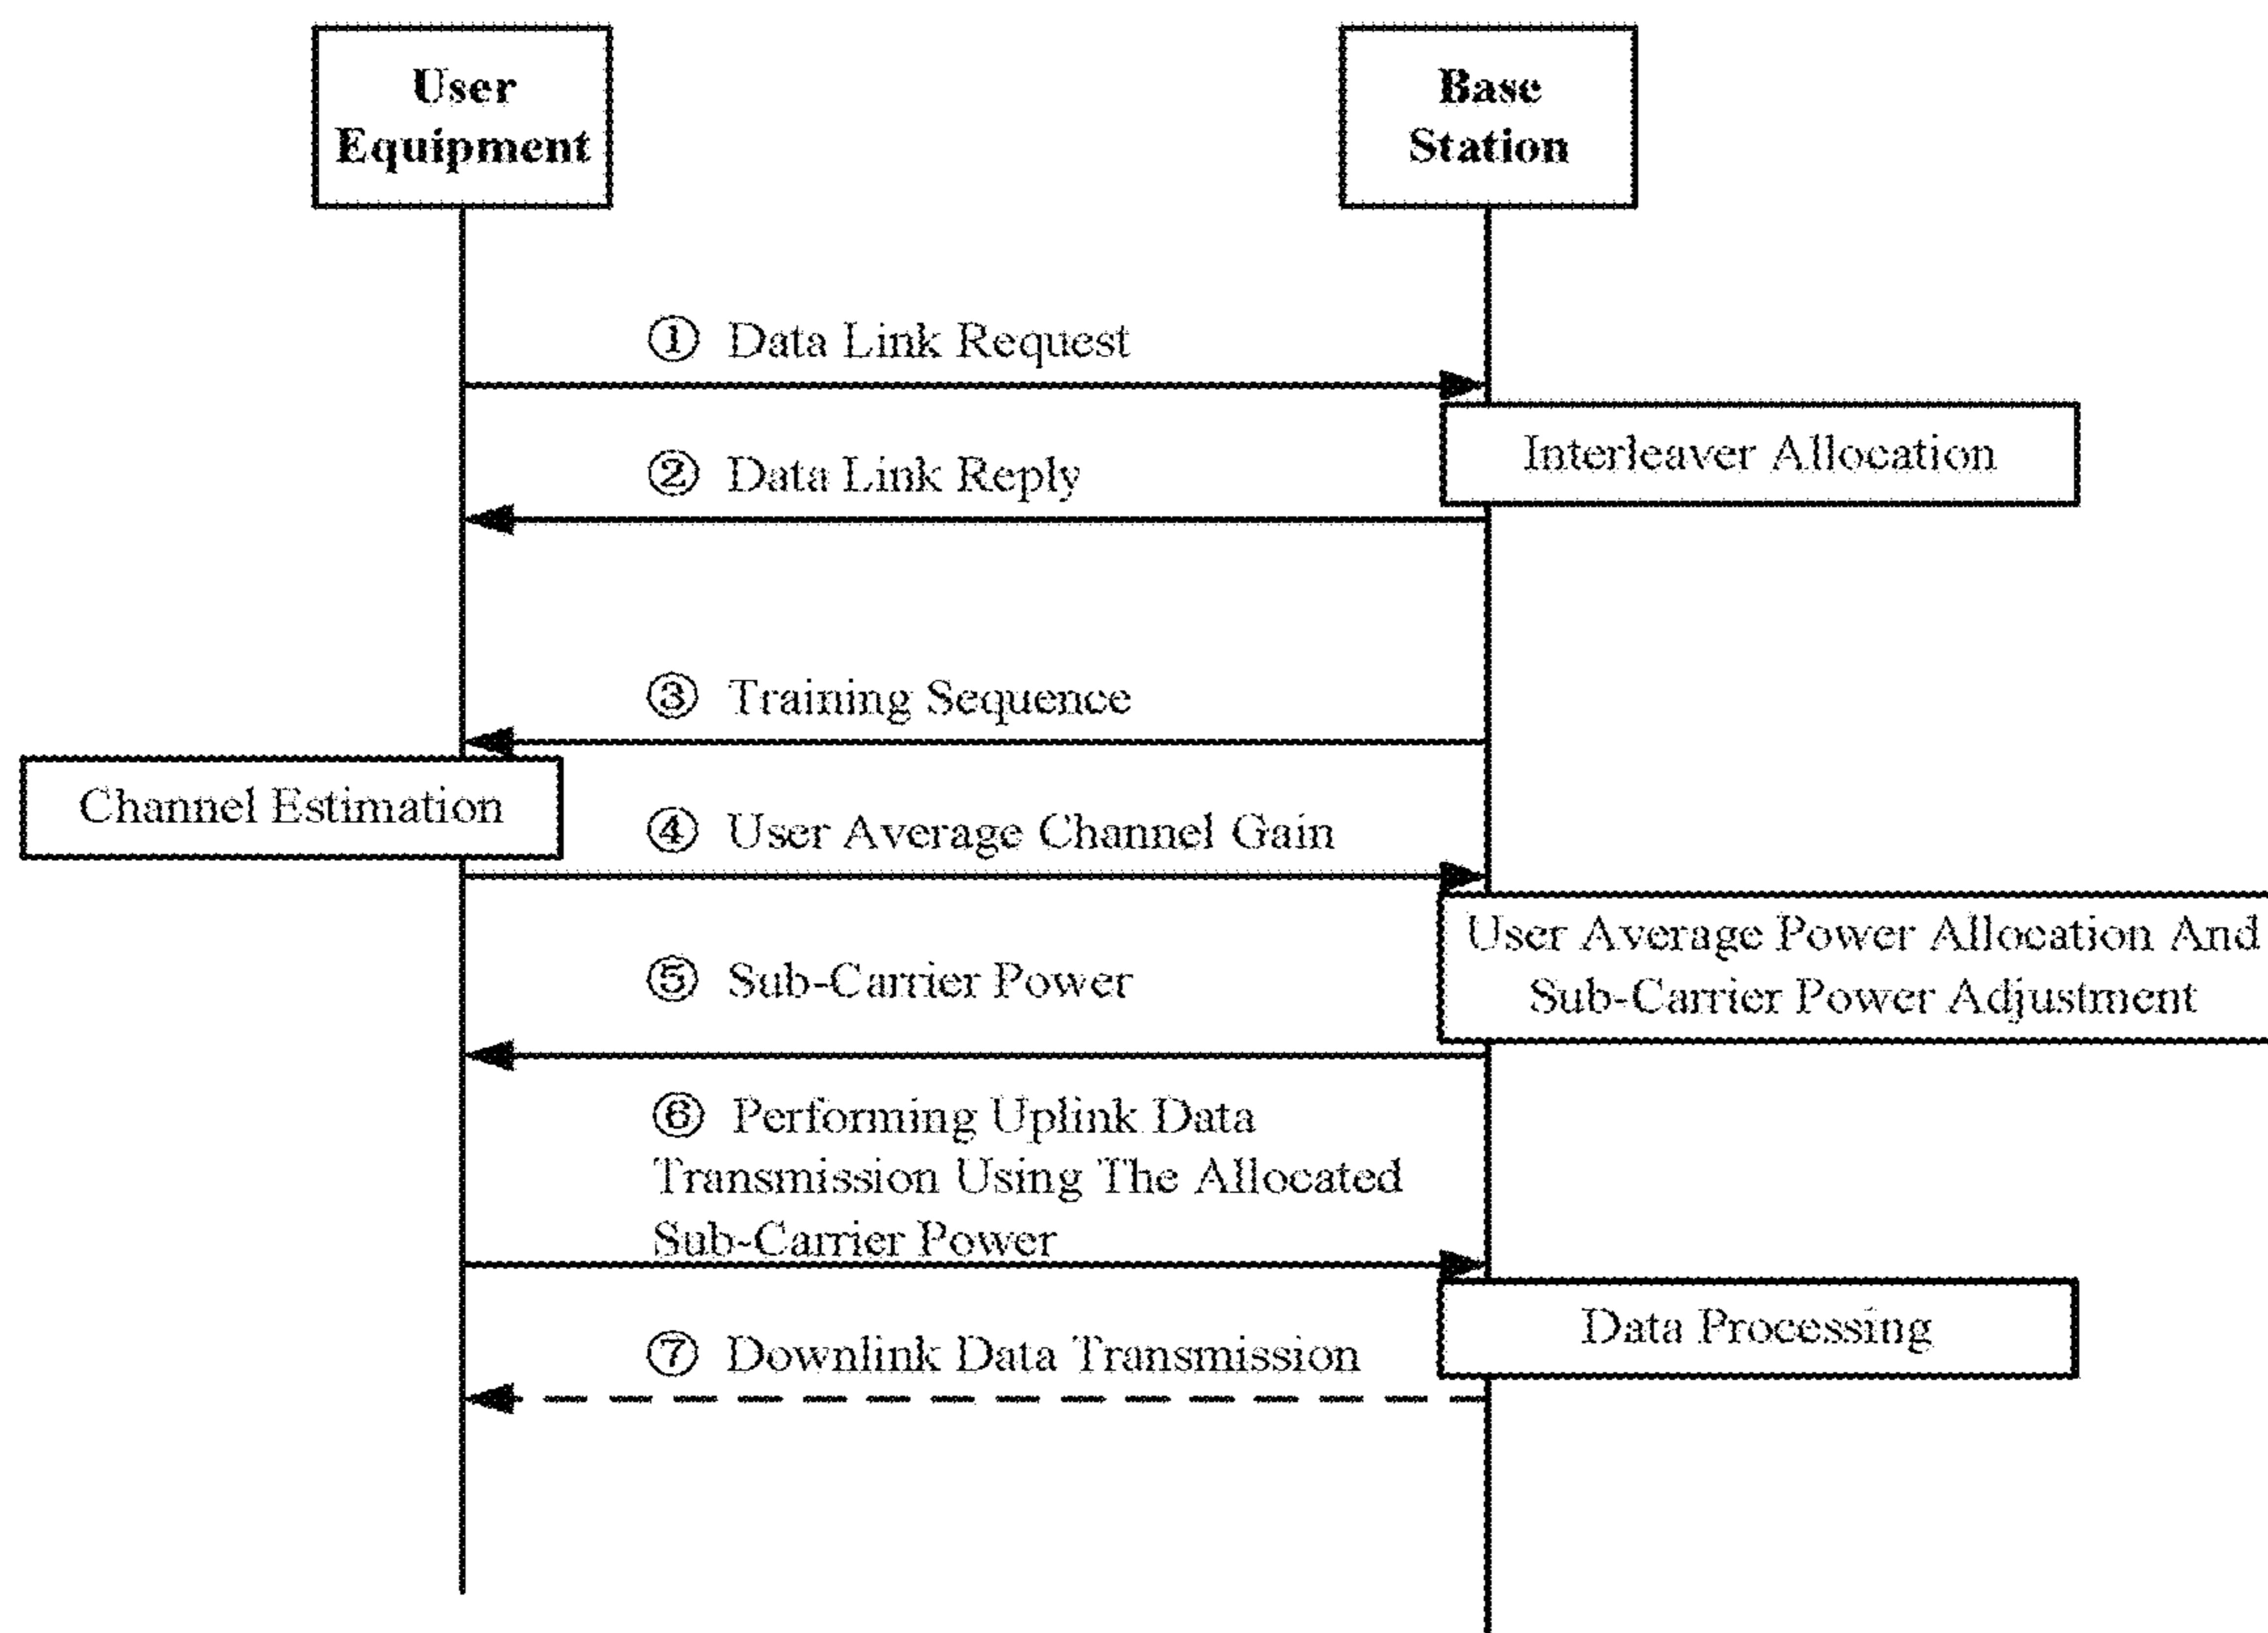 User
Equipment
Base
Station
① Data Link Request
Interleaver Allocation
② Data Link Reply
③ Training Sequence
Channel Estimation
④ User Average Channel Gain
User Average Power Allocation And
Sub-Carrier Power Adjustment
⑤ Sub-Carrier Power
⑥ Performing Uplink Data
Transmission Using The Allocated
Sub-Carrier Power
Data Processing
⑦ Downlink Data Transmission